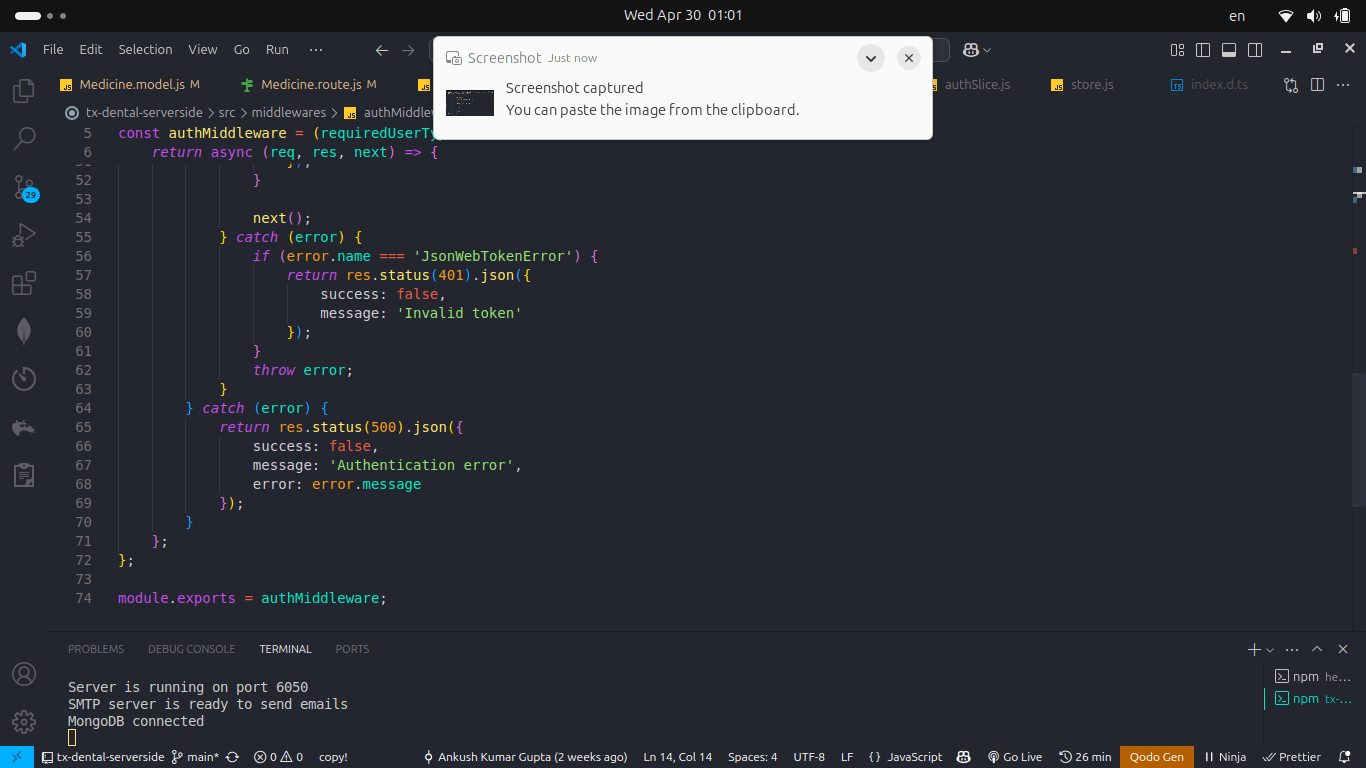 Wed Apr 30 01:01
en
File Edit Selection View Go Run ···
Screenshot Just now
Screenshot captured
You can paste the image from the clipboard.
JS Medicine.model.js M
Medicine.route.js M
JS
authSlice.js
JS store.js
TS index.d.ts
tx-dental-serverside > src > middlewares > JS authMiddlew
5 const authMiddleware = (requiredUserTy
6 return async (req, res, next) => {
51 });
52 }
53
54 next();
55 } catch (error) {
56 if (error.name === 'JsonWebTokenError') {
57 return res.status(401).json({
58 success: false,
59 message: 'Invalid token'
60 });
61 }
62 throw error;
63 }
64 } catch (error) {
65 return res.status(500).json({
66 success: false,
67 message: 'Authentication error',
68 error: error.message
69 });
70 }
71 };
72 };
73
74 module.exports = authMiddleware;
29
PROBLEMS DEBUG CONSOLE TERMINAL PORTS
Server is running on port 6050
SMTP server is ready to send emails
MongoDB connected
npm he...
npm tx-...
tx-dental-serverside main* 0 0 copy! Ankush Kumar Gupta (2 weeks ago) Ln 14, Col 14 Spaces: 4 UTF-8 LF {} JavaScript Go Live 26 min Qodo Gen Ninja Prettier